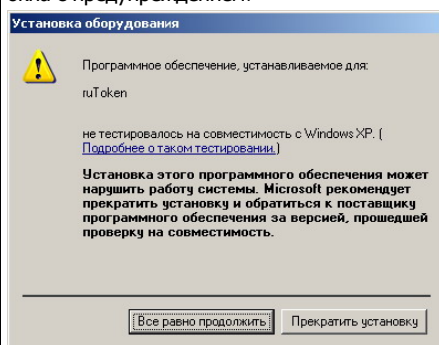 Установка оборудования
Программное обеспечение, устанавливаемое для:
ruToken
не тестировалось на совместимость с Windows XP. (
Подробнее о таком тестировании.)
Установка этого программного обеспечения может
нарушить работу системы. Microsoft рекомендует
прекратить установку и обратиться к поставщику
программного обеспечения за версией, прошедшей
проверку на совместимость.
Все равно продолжить
Прекратить установку